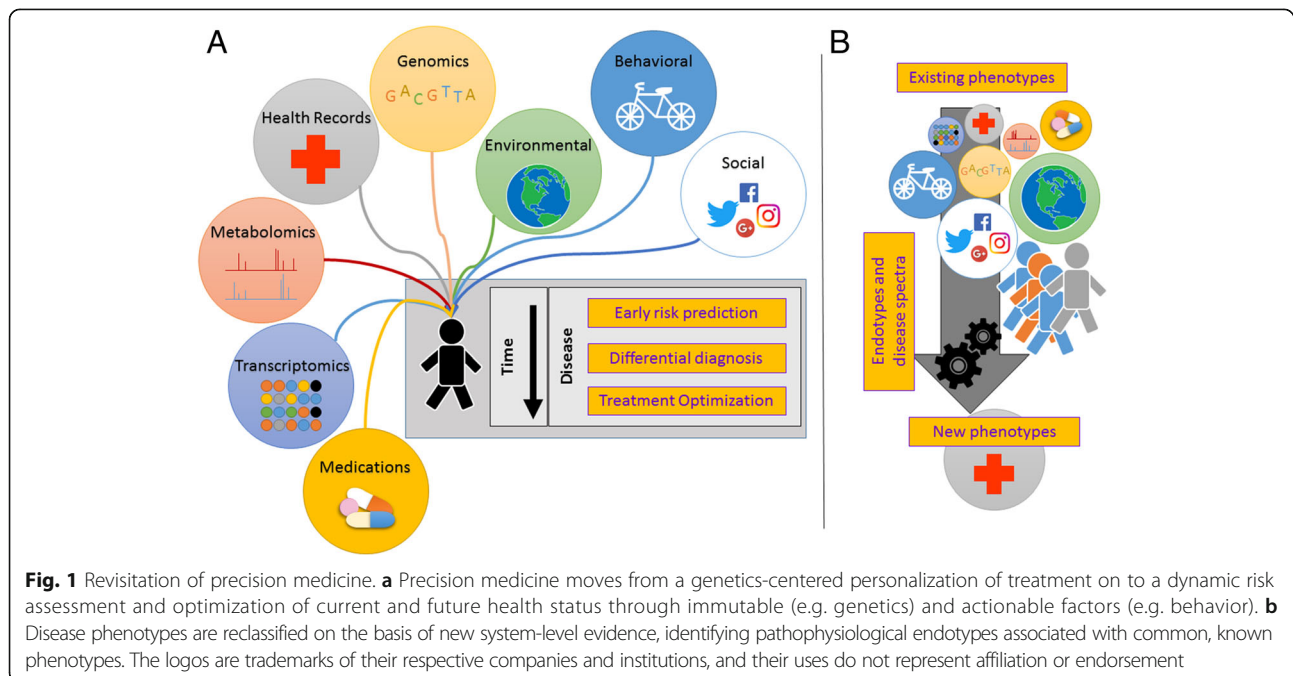 A
Genomics
GACGTTA
Behavioral
Health Records
Environmental
Social
G+
Metabolomics
Transcriptomics
Medications
Time
Disease
Early risk prediction
Differential diagnosis
Treatment Optimization
B
Existing phenotypes
GACGTTA
G+
Endotypes and
disease spectra
New phenotypes
Fig. 1 Revisitation of precision medicine. a Precision medicine moves from a genetics-centered personalization of treatment on to a dynamic risk
assessment and optimization of current and future health status through immutable (e.g. genetics) and actionable factors (e.g. behavior). b
Disease phenotypes are reclassified on the basis of new system-level evidence, identifying pathophysiological endotypes associated with common, known
phenotypes. The logos are trademarks of their respective companies and institutions, and their uses do not represent affiliation or endorsement